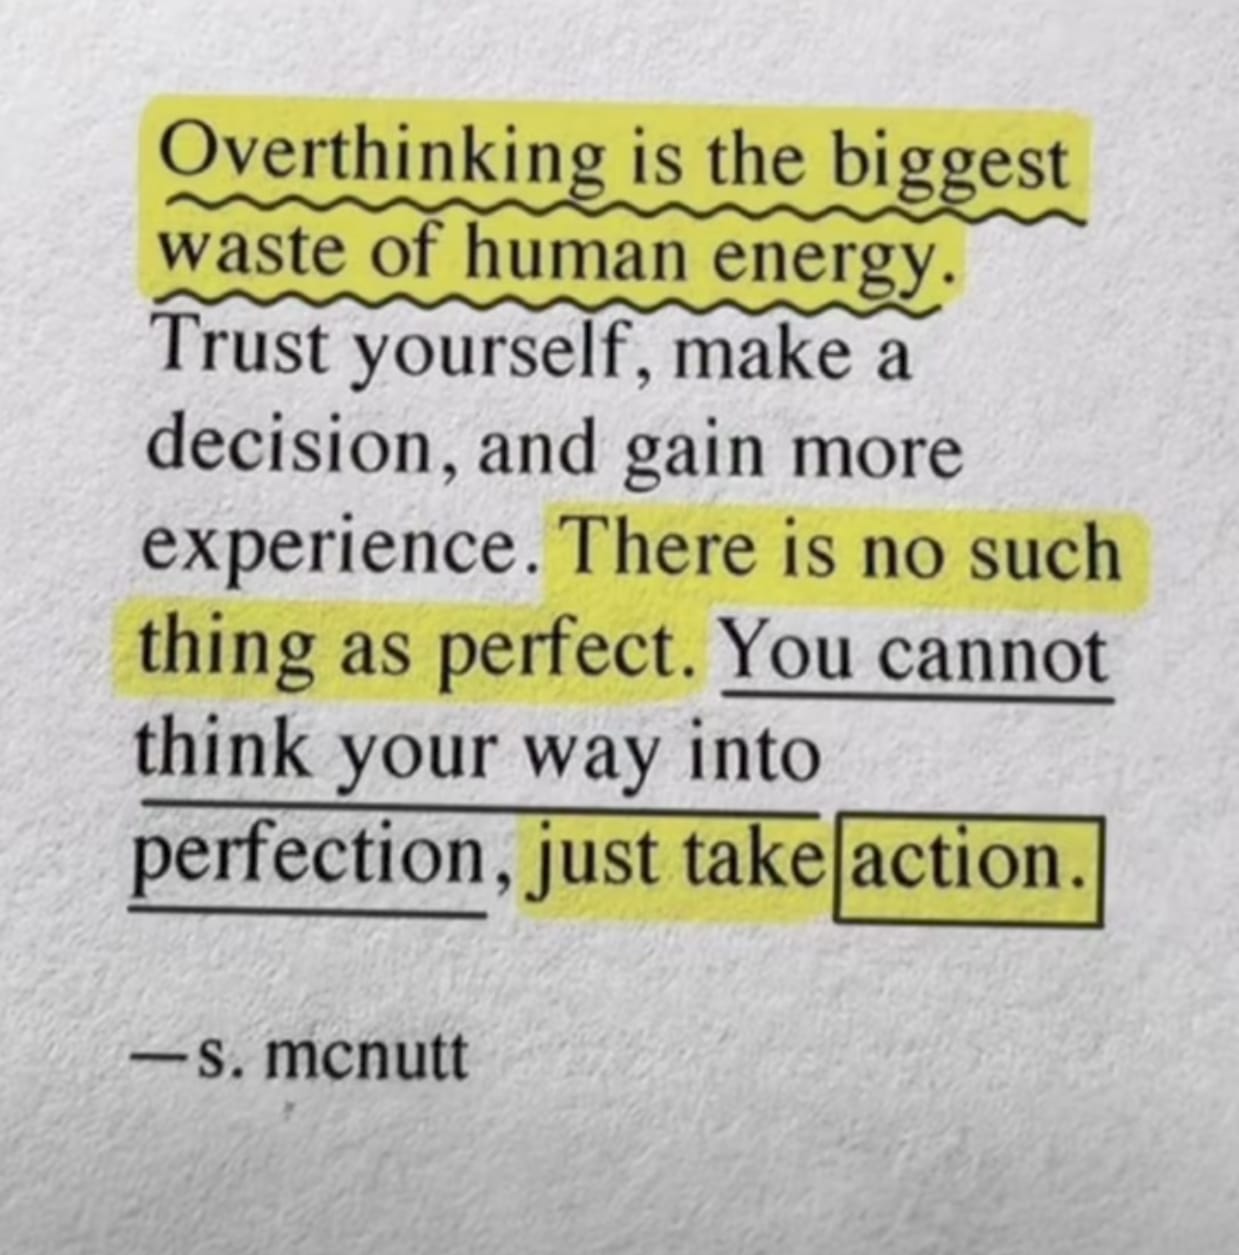 Overthinking is the biggest
waste of human energy.
Trust yourself, make a
decision, and gain more
experience. There is no such
thing as perfect. You cannot
think your way into
perfection, just take action.
—s. mcnutt